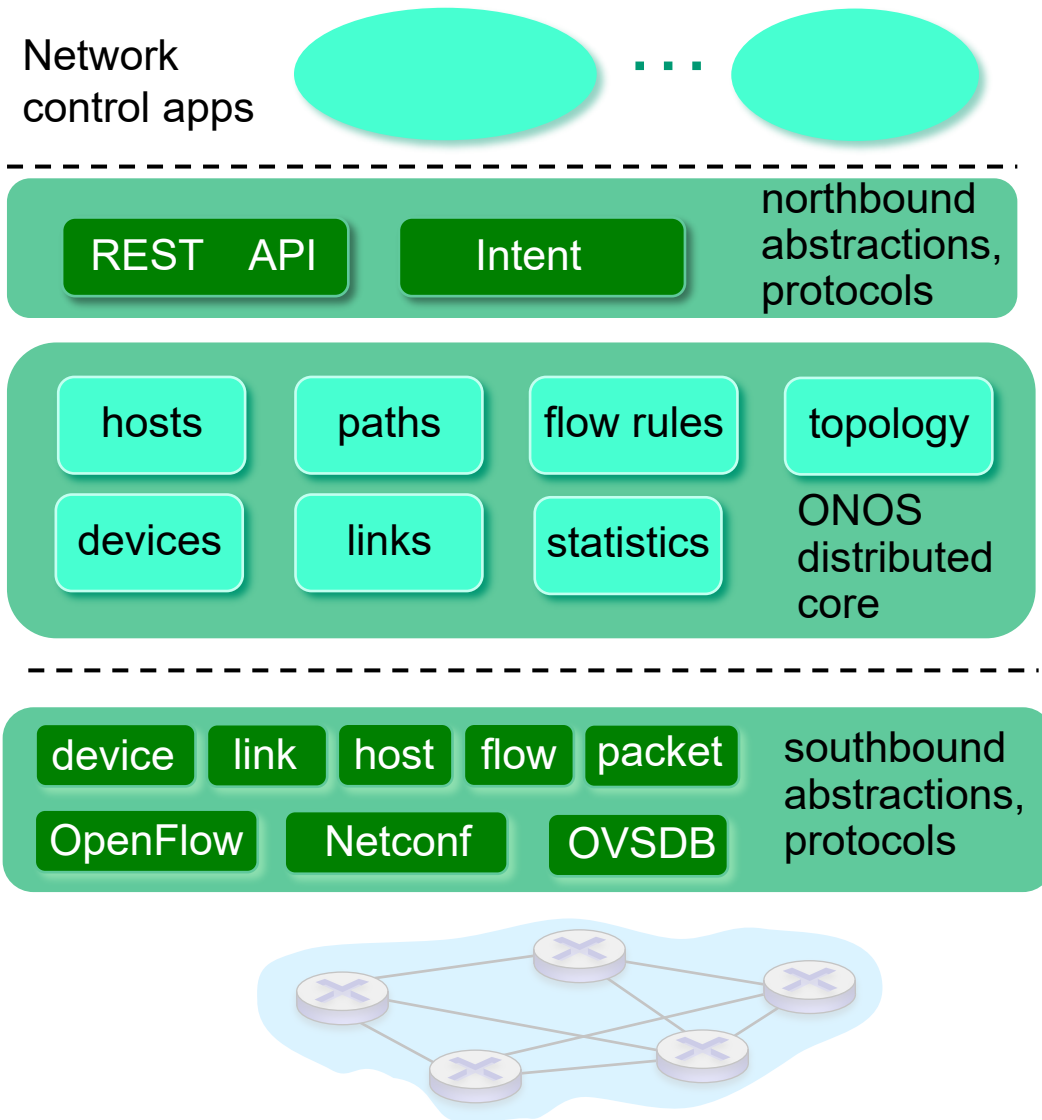 Network
control apps
. . .
REST API
Intent
northbound
abstractions,
protocols
hosts
paths
flow rules
topology
devices
links
statistics
ONOS
distributed
core
device
link
host
flow
packet
OpenFlow
Netconf
OVSDB
southbound
abstractions,
protocols